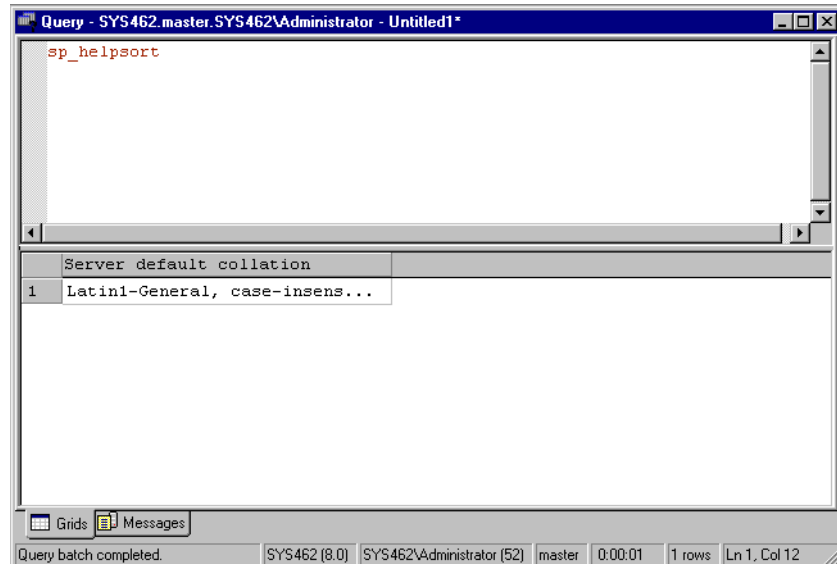 Query - SYS462.master.SYS462\Administrator - Untitled1*
sp_helpsort
Server default collation
1 Latin1-General, case-insens...
Grids Messages
Query batch completed. SYS462 (8.0) SYS462\Administrator (52) master 0:00:01 1 rows Ln 1, Col 12